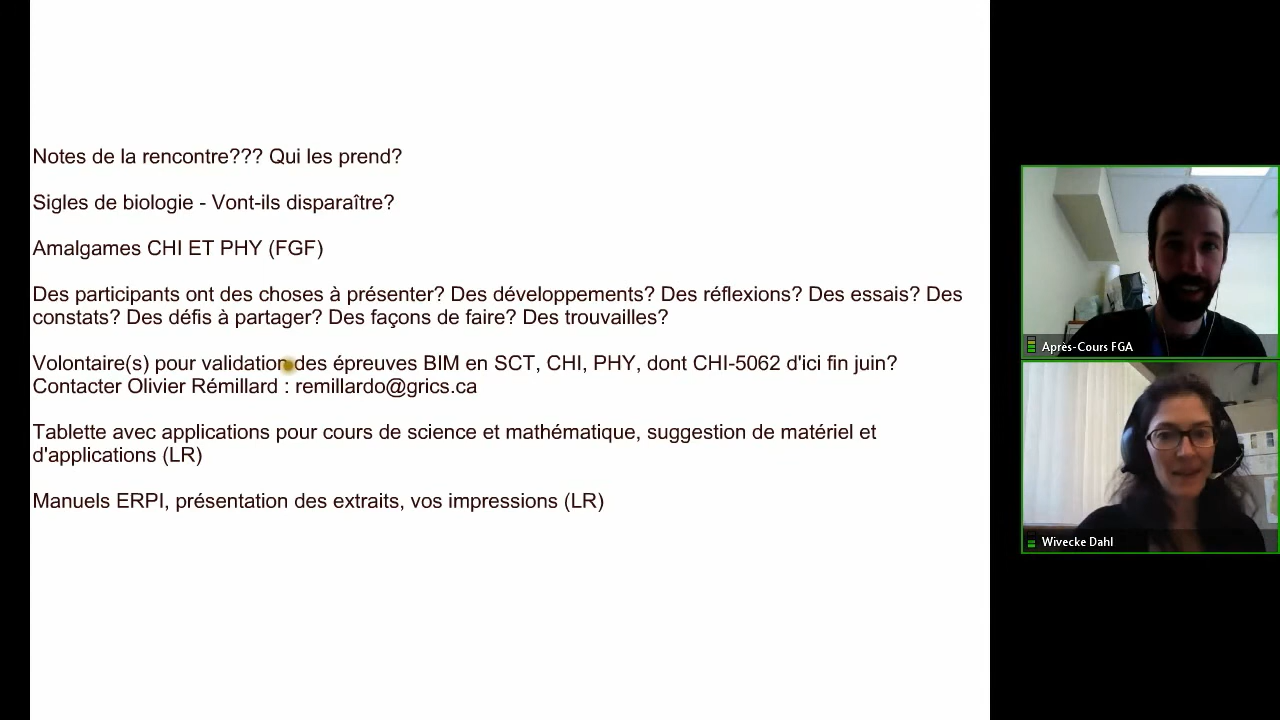 Notes de la rencontre??? Qui les prend?
Sigles de biologie - Vont-ils disparaître?
Amalgames CHI ET PHY (FGF)
Des participants ont des choses à présenter? Des développements? Des réflexions? Des essais? Des
constats? Des défis à partager? Des façons de faire? Des trouvailles?
Volontaire(s) pour validation des épreuves BIM en SCT, CHI, PHY, dont CHI-5062 d'ici fin juin?
Contacter Olivier Rémillard : remillardo@grics.ca
Tablette avec applications pour cours de science et mathématique, suggestion de matériel et
d'applications (LR)
Manuels ERPI, présentation des extraits, vos impressions (LR)
Après-Cours FGA
Wivecke Dahl